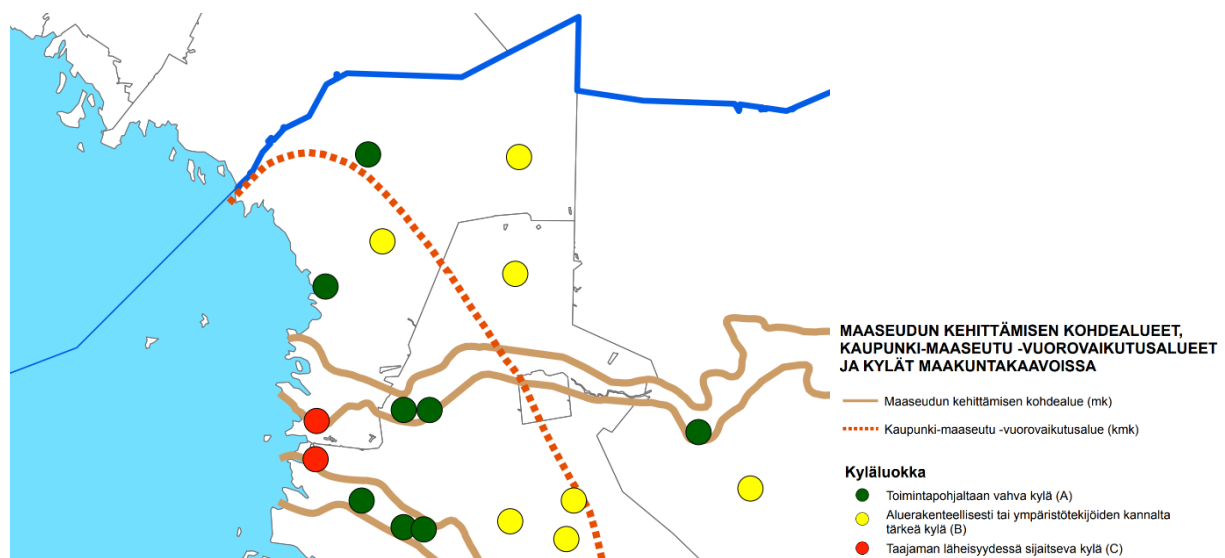 MAASEUDUN KEHITTÄMISEN KOHDEALUEET,
KAUPUNKI-MAASEUTU -VUOROVAIKUTUSALUEET
JA KYLÄT MAAKUNTAKAAVOISSA
Maaseudun kehittämisen kohdealue (mk)
Kaupunki-maaseutu -vuorovaikutusalue (kmk)
Kyläluokka
Toimintapohjaltaan vahva kylä (A)
Aluerakenteellisesti tai ympäristötekijöiden kannalta
tärkeä kylä (B)
Taajaman läheisyydessä sijaitseva kylä (C)